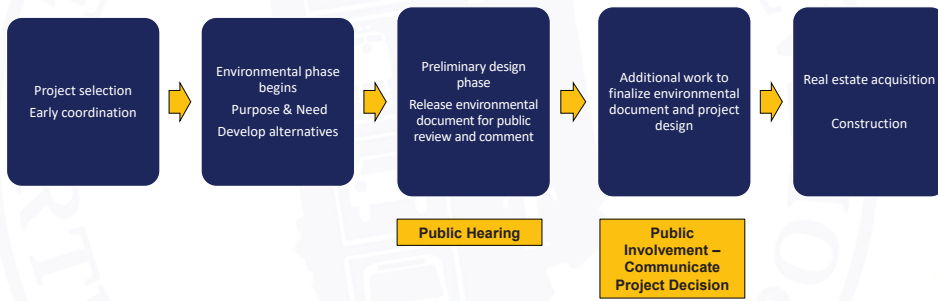 Project selection
Early coordination
Environmental phase
begins
Purpose & Need
Develop alternatives
Preliminary design
phase
Release environmental
document for public
review and comment
Additional work to
finalize environmental
document and project
design
Real estate acquisition
Construction
Public Hearing
Public
Involvement –
Communicate
Project Decision